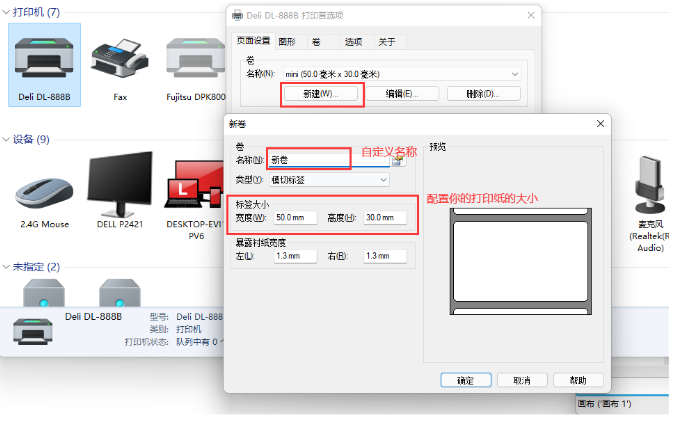 打印机 (7)
Deli DL-888B
Fax
Fujitsu DPK800
设备 (9)
2.4G Mouse
DELL P2421
DESKTOP-EVI
PV6
麦克风
(Realtek(R
Audio)
未指定 (2)
Deli DL-888B
型号: Deli DL-888
类别: 打印机
打印机状态: 队列中有 0
Deli DL-888B 打印首选项
页面设置 图形 卷 选项 关于
卷
名称(N): mini (50.0 毫米 x 30.0 毫米)
新建(W)... 编辑(E)... 删除(D)...
新卷
卷
名称(N): 新卷
自定义名称
类型(Y): 模切标签
标签大小
宽度(W): 50.0 mm 高度(H): 30.0 mm
配置你的打印纸的大小
暴露衬纸宽度
左(L): 1.3 mm 右(R): 1.3 mm
预览
确定 取消 帮助
画布 ('画布 1')